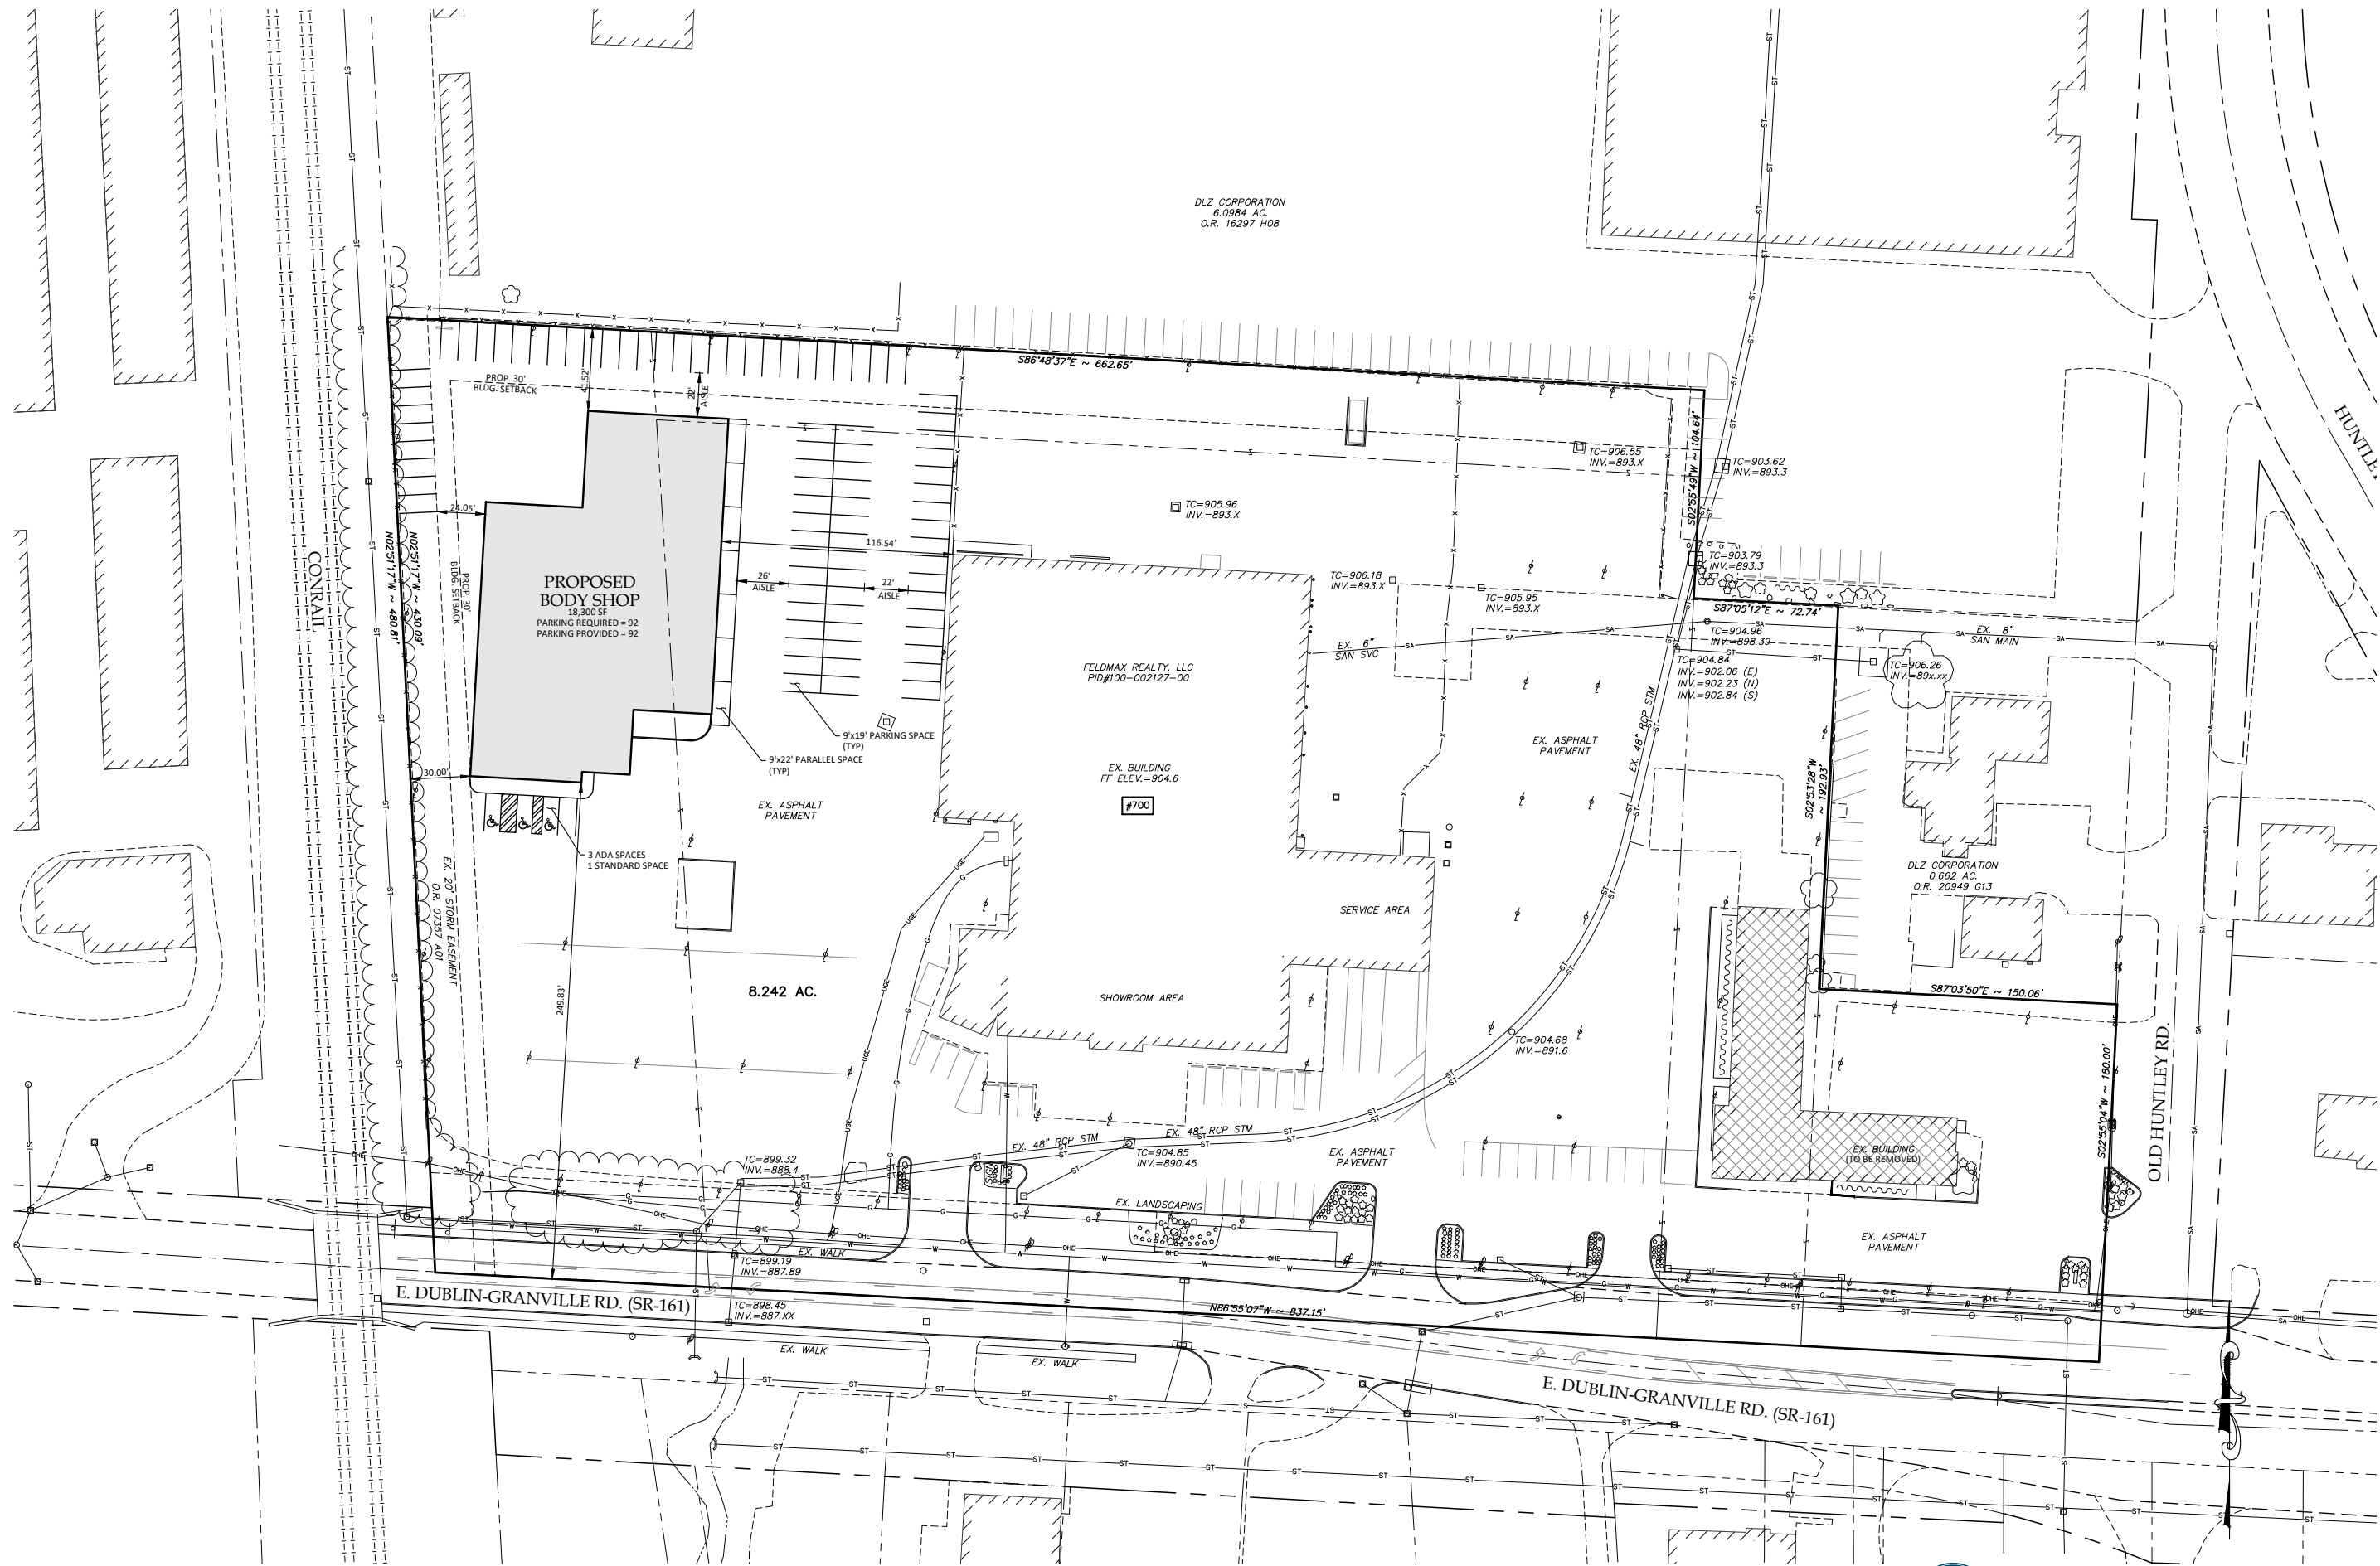 DLZ CORPORATION
6.0984 AC.
O.R. 16297 H08
HUNTLEY
S86°48'37"E ~ 662.65'
PROP. 30'
BLDG. SETBACK
43.52'
22'
AISLE
S02°55'49"W ~ 104.64'
TC=906.55
INV.=893.X
TC=903.62
INV.=893.3
TC=905.96
INV.=893.X
24.05'
116.54'
CONRAIL
N02°51'17"W ~ 480.81'
N02°51'17"W ~ 430.09'
PROP. 30'
BLDG. SETBACK
PROPOSED
BODY SHOP
18,300 SF
PARKING REQUIRED = 92
PARKING PROVIDED = 92
26'
AISLE
22'
AISLE
TC=903.79
INV.=893.3
TC=906.18
INV.=893.X
TC=905.95
INV.=893.X
S87°05'12"E ~ 72.74'
TC=904.96
INV.=898.39
EX. 8"
SAN MAIN
EX. 6"
SAN SVC
TC=904.84
INV.=902.06 (E)
INV.=902.23 (N)
INV.=902.84 (S)
TC=906.26
INV.=89x.xx
FELDMAX REALTY, LLC
PID#100-002127-00
EX. 48" RCP STM
9'x19' PARKING SPACE
(TYP)
9'x22' PARALLEL SPACE
(TYP)
30.00'
EX. ASPHALT
PAVEMENT
EX. BUILDING
FF ELEV.=904.6
#700
EX. ASPHALT
PAVEMENT
S02°53'28"W
~ 192.93'
3 ADA SPACES
1 STANDARD SPACE
EX. 20' STORM EASEMENT
O.R. 07357 A01
DLZ CORPORATION
0.662 AC.
O.R. 20949 G13
SERVICE AREA
249.83'
8.242 AC.
SHOWROOM AREA
S87°03'50"E ~ 150.06'
TC=904.68
INV.=891.6
S02°55'04"W ~ 180.00'
OLD HUNTLEY RD.
EX. 48" RCP STM
EX. 48" RCP STM
TC=904.85
INV.=890.45
EX. ASPHALT
PAVEMENT
EX. BUILDING
(TO BE REMOVED)
TC=899.32
INV.=888.4
SIGN
EX. LANDSCAPING
EX. ASPHALT
PAVEMENT
EX. WALK
TC=899.19
INV.=887.89
E. DUBLIN-GRANVILLE RD. (SR-161)
TC=898.45
INV.=887.XX
N86°55'07"W ~ 837.15'
EX. WALK
EX. WALK
E. DUBLIN-GRANVILLE RD. (SR-161)